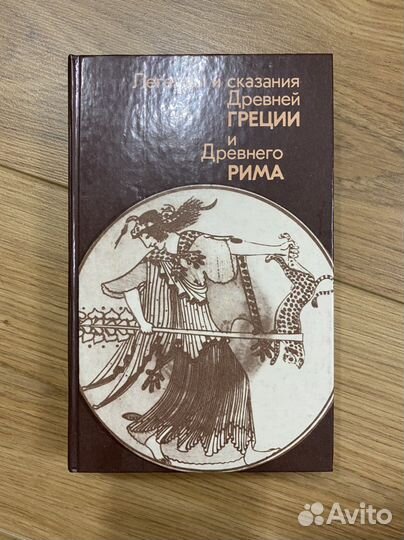 Легенды и сказания
Древней
ГРЕЦИИ
и
Древнего
РИМА
Avito